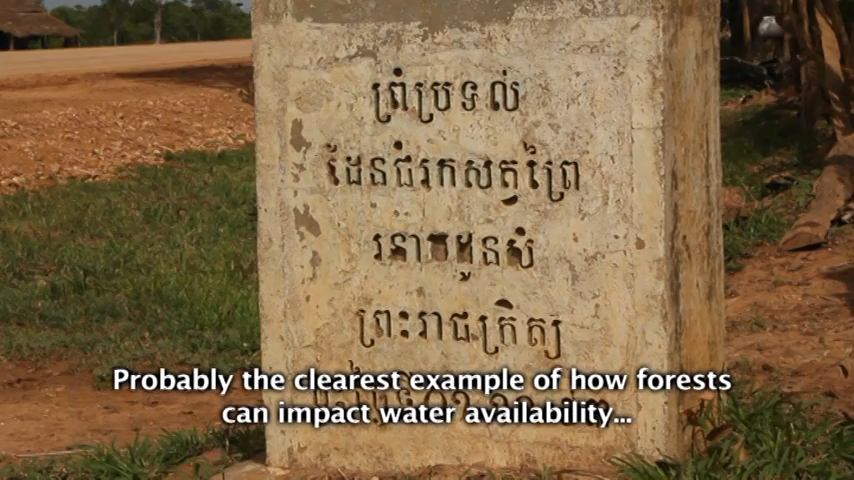 ព្រំប្រទល់
ដែនជំរកសត្វព្រៃ
រនាមដូនសំ
ព្រះរាជក្រិត្យ
Probably the clearest example of how forests
can impact water availability...